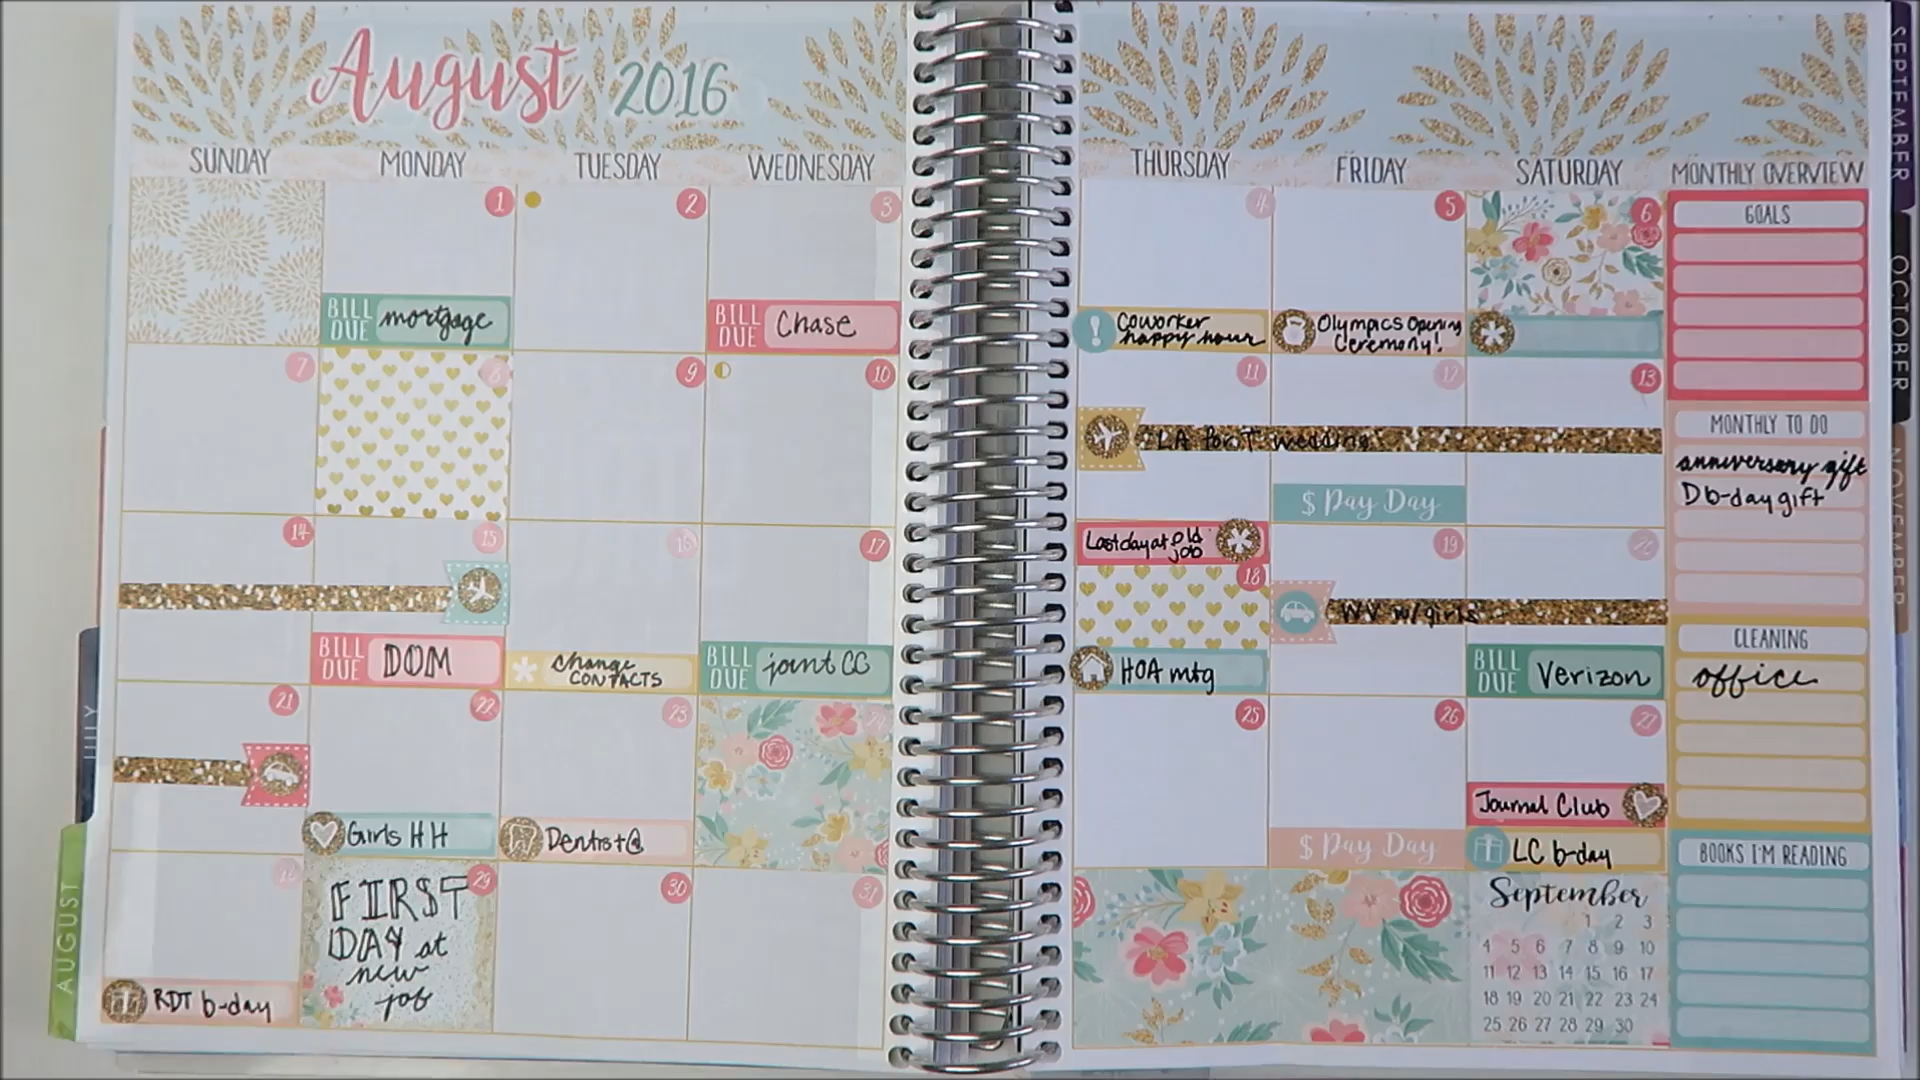 August 2016
SUNDAY MONDAY TUESDAY WEDNESDAY THURSDAY FRIDAY SATURDAY MONTHLY OVERVIEW
1 2 3 4 5 6
BILL DUE mortgage
BILL DUE Chase
Coworker
happy hour
Olympics Opening
Ceremony!
GOALS
7 8 9 10 11 12 13
LA for T wedding
$ Pay Day
MONTHLY TO DO
anniversary gift
D b-day gift
14 15 16 17 18 19 20
Last day at old
job
WV w/girls
BILL DUE DOM
change
CONTACTS
BILL DUE joint CC
HOA mtg
BILL DUE Verizon
CLEANING
office
21 22 23 24 25 26 27
Girls HH
Dentist@
$ Pay Day
Journal Club
LC b-day
BOOKS I'M READING
29 30 31
RDT b-day
FIRST
DAY at
new
job
September
1 2 3
4 5 6 7 8 9 10
11 12 13 14 15 16 17
18 19 20 21 22 23 24
25 26 27 28 29 30
JULY
AUGUST
SEPTEMBER
OCTOBER
NOVEMBER